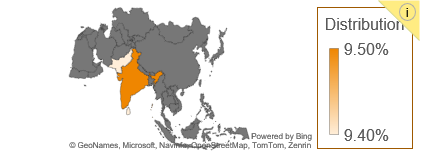 Distribution
i
9.50%
9.40%
Powered by Bing
© GeoNames, Microsoft, Navinfo, OpenStreetMap, TomTom, Zenrin